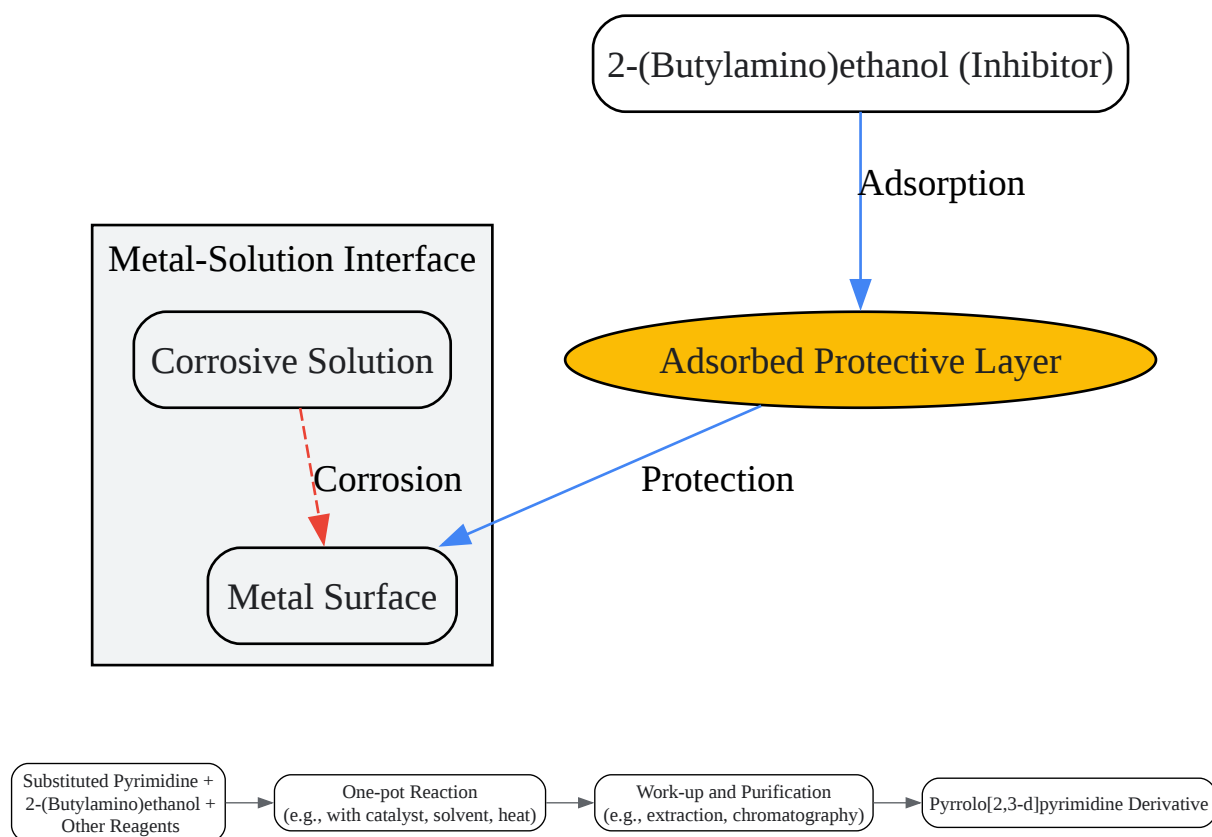 2-(Butylamino)ethanol (Inhibitor)
Adsorption
Metal-Solution Interface
Corrosive Solution
Adsorbed Protective Layer
Corrosion
Protection
Metal Surface
Substituted Pyrimidine +
2-(Butylamino)ethanol +
Other Reagents
One-pot Reaction
(e.g., with catalyst, solvent, heat)
Work-up and Purification
(e.g., extraction, chromatography)
Pyrrolo[2,3-d]pyrimidine Derivative